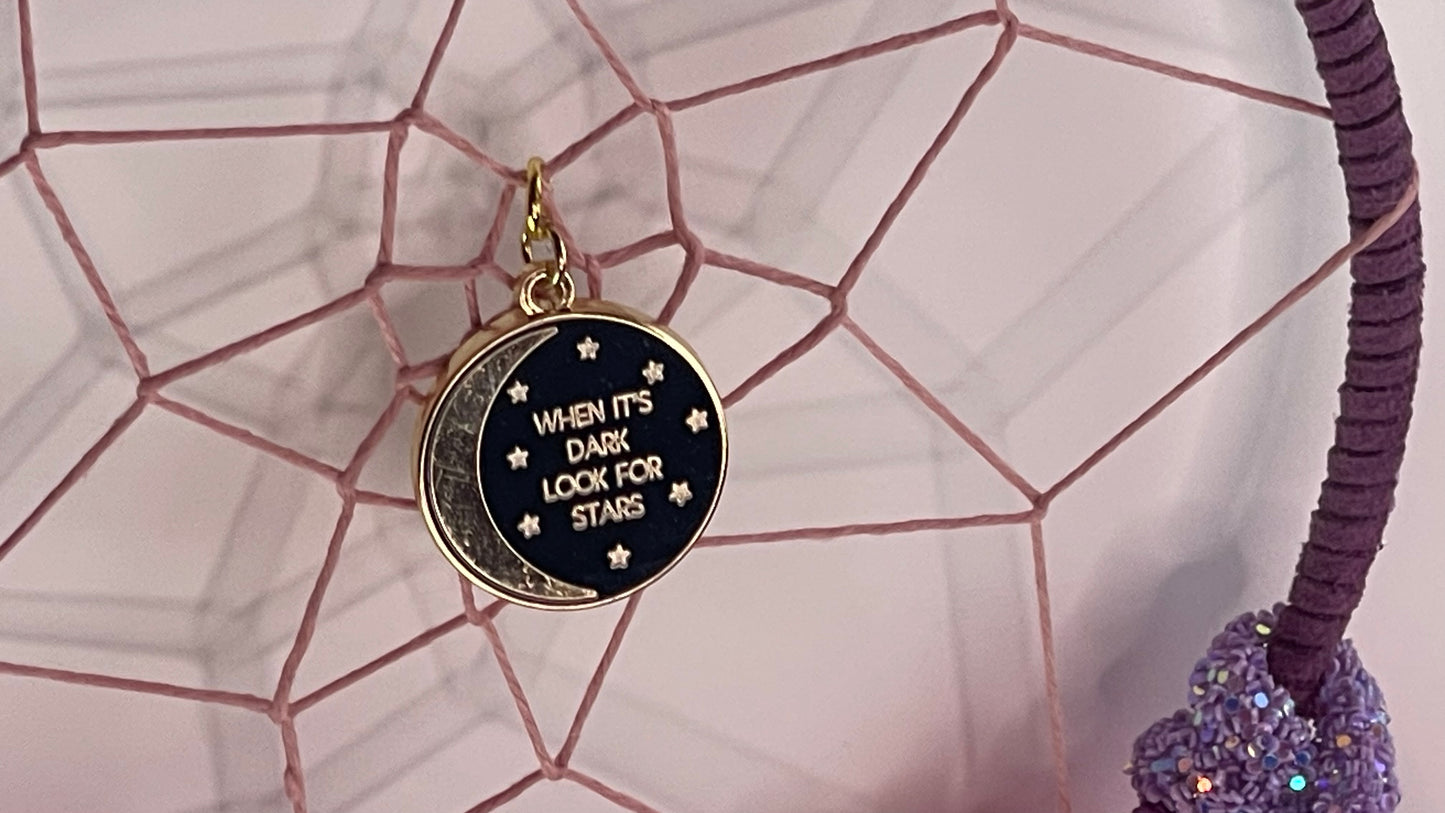 WHEN IT'S
DARK
LOOK FOR
STARS